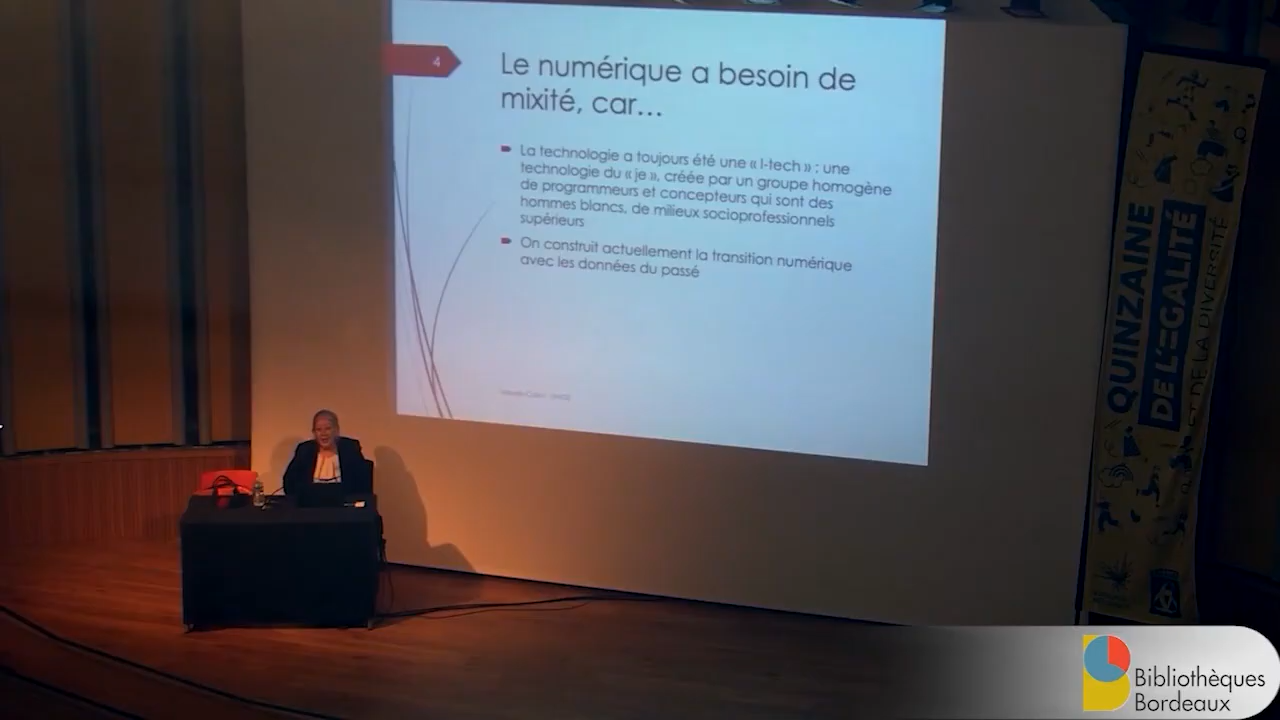 4
Le numérique a besoin de
mixité, car...
La technologie a toujours été une « I-tech » : une
technologie du « je », créée par un groupe homogène
de programmeurs et concepteurs qui sont des
hommes blancs, de milieux socioprofessionnels
supérieurs
On construit actuellement la transition numérique
avec les données du passé
QUINZAINE
DE L'ÉGALITÉ
ET DE LA DIVERSITÉ
Bibliothèques
Bordeaux